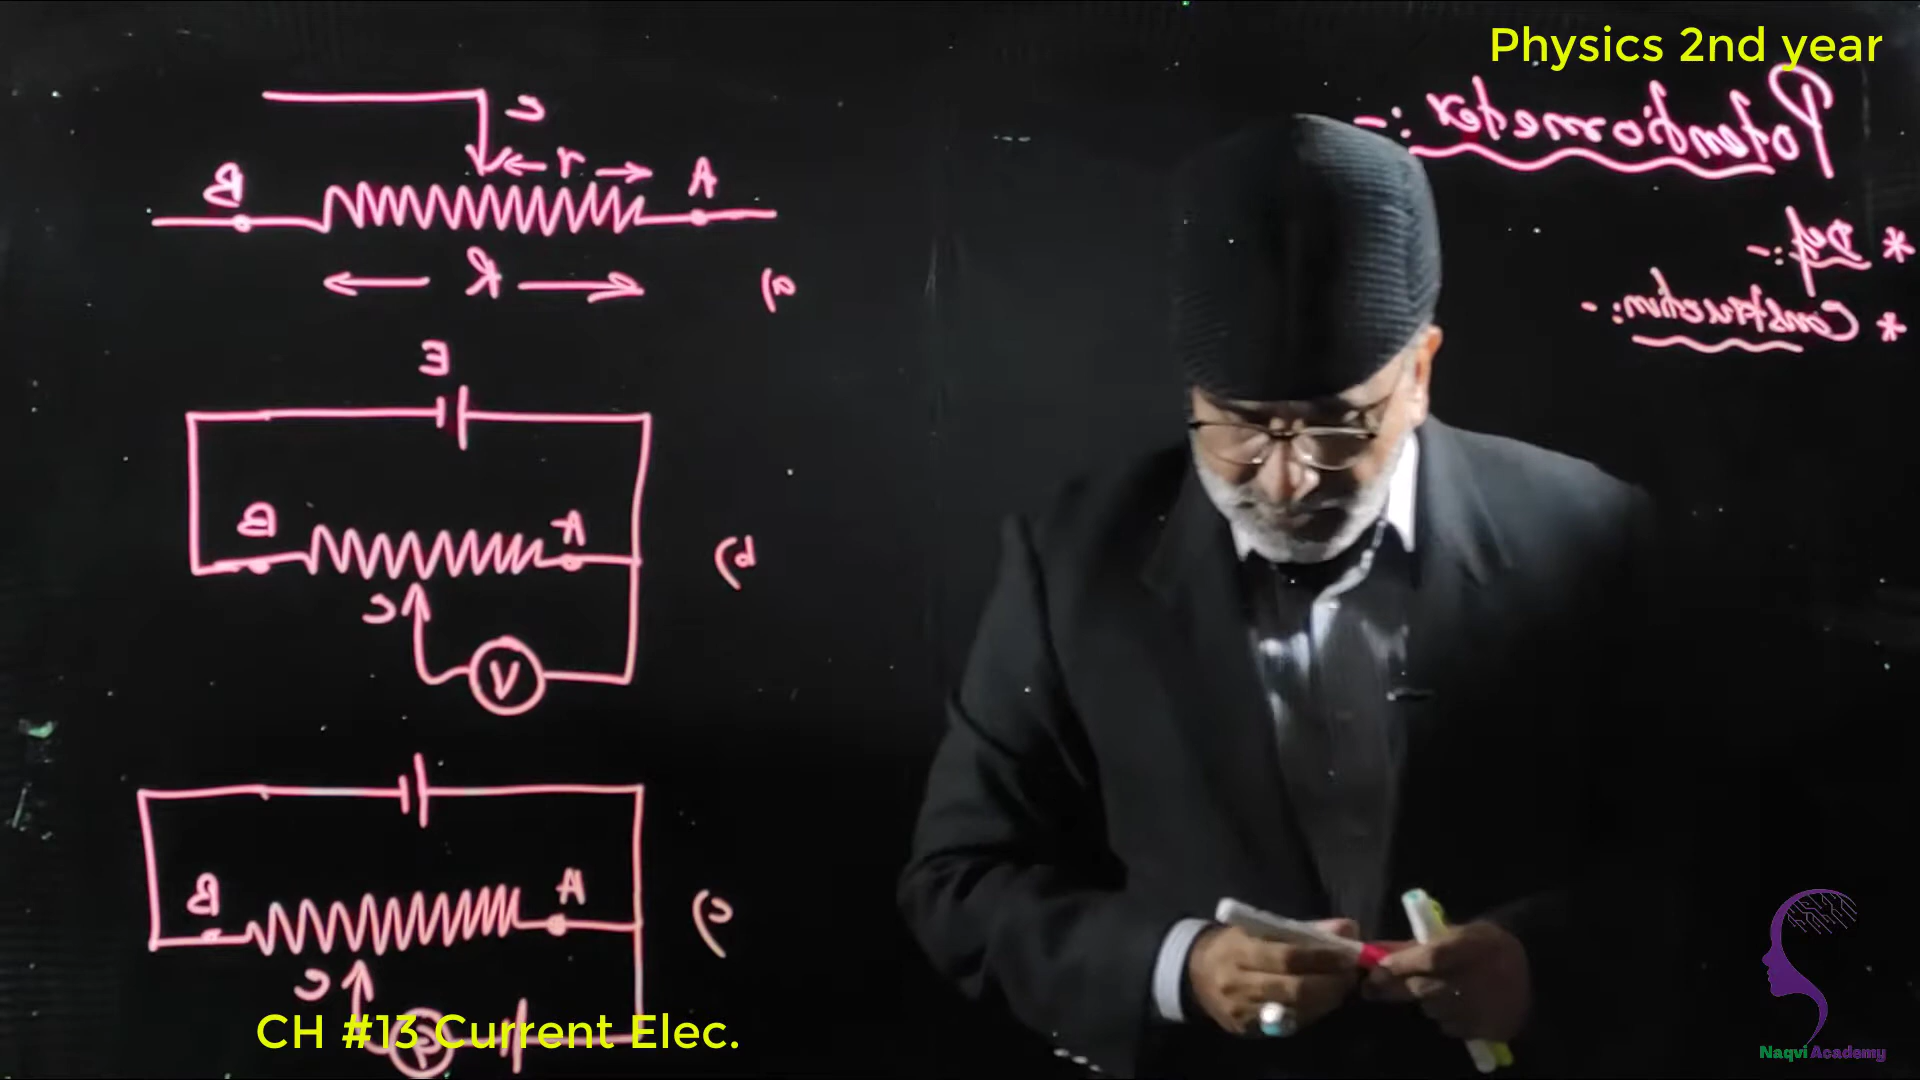 Physics 2nd year
Potentiometer :-
* Def :-
* Construction :-
C
r
B
A
R
a)
E
B
A
b)
C
V
B
A
c)
C
G
CH #13 Current Elec.
Naqvi Academy